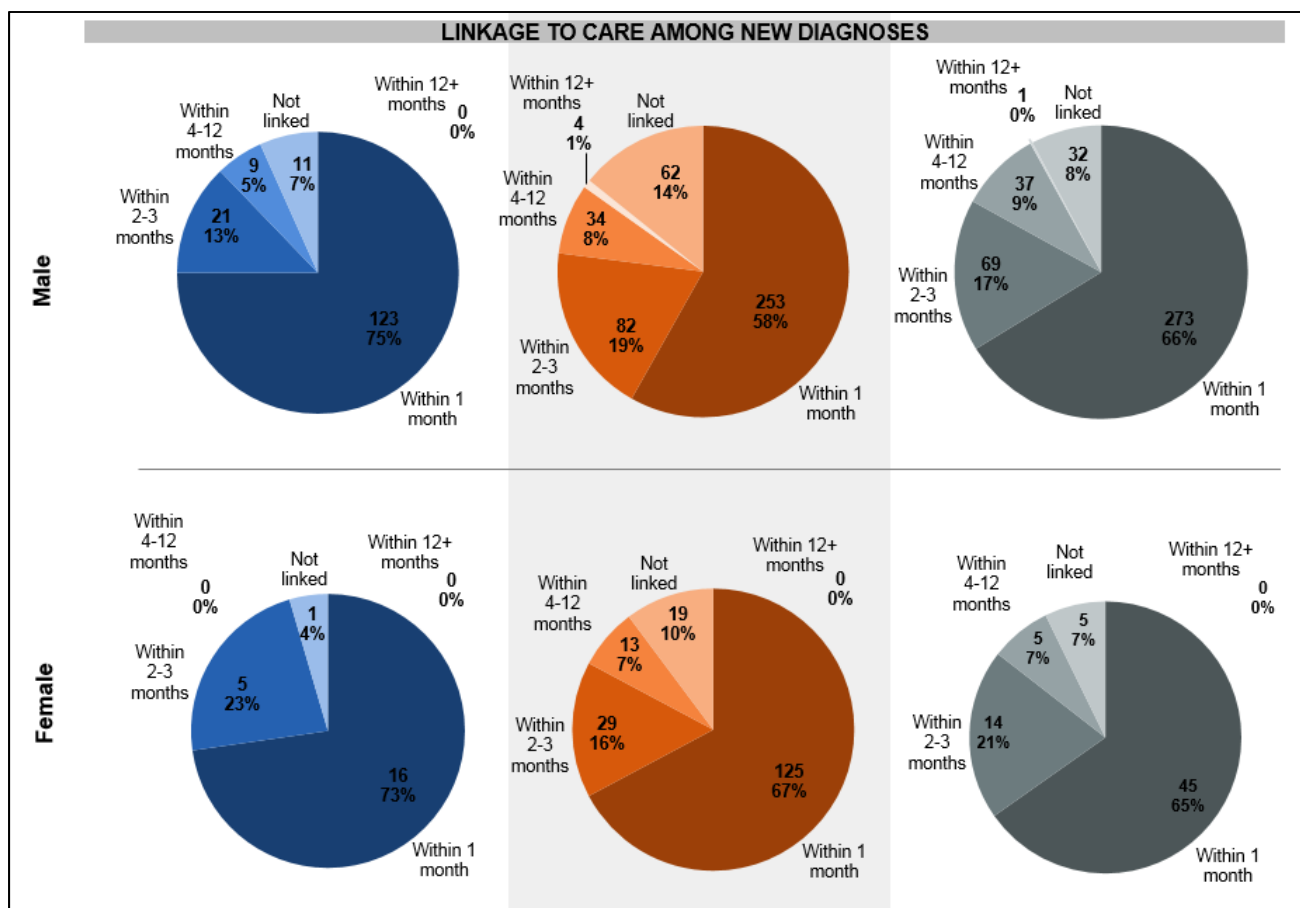 LINKAGE TO CARE AMONG NEW DIAGNOSES
Male
Within
4-12
months
9
5%
Not
linked
11
7%
Within 12+
months
0
0%
Within
2-3
months
21
13%
123
75%
Within 1
month
Within 12+
months
4
1%
Not
linked
62
14%
Within
4-12
months
34
8%
Within
2-3
months
82
19%
253
58%
Within 1
month
Within 12+
months
1
0%
Not
linked
32
8%
Within
4-12
months
37
9%
Within
2-3
months
69
17%
273
66%
Within 1
month
Female
Within
4-12
months
0
0%
Not
linked
1
4%
Within 12+
months
0
0%
Within
2-3
months
5
23%
16
73%
Within 1
month
Within
4-12
months
13
7%
Not
linked
19
10%
Within 12+
months
0
0%
Within
2-3
months
29
16%
125
67%
Within 1
month
Within
4-12
months
5
7%
Not
linked
5
7%
Within 12+
months
0
0%
Within
2-3
months
14
21%
45
65%
Within 1
month